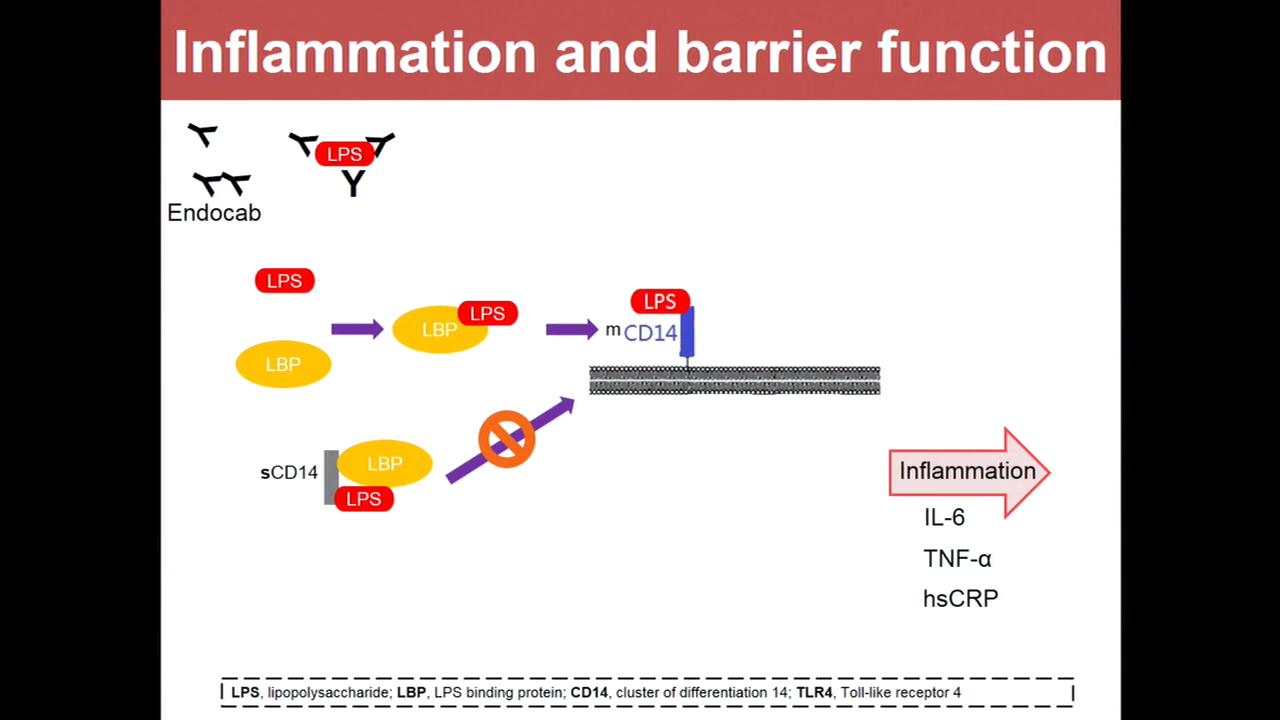 Inflammation and barrier function
LPS
Endocab
LPS
LBP
LBP
LPS
LPS
m CD14
sCD14
LBP
LPS
Inflammation
IL-6
TNF-α
hsCRP
LPS, lipopolysaccharide; LBP, LPS binding protein; CD14, cluster of differentiation 14; TLR4, Toll-like receptor 4